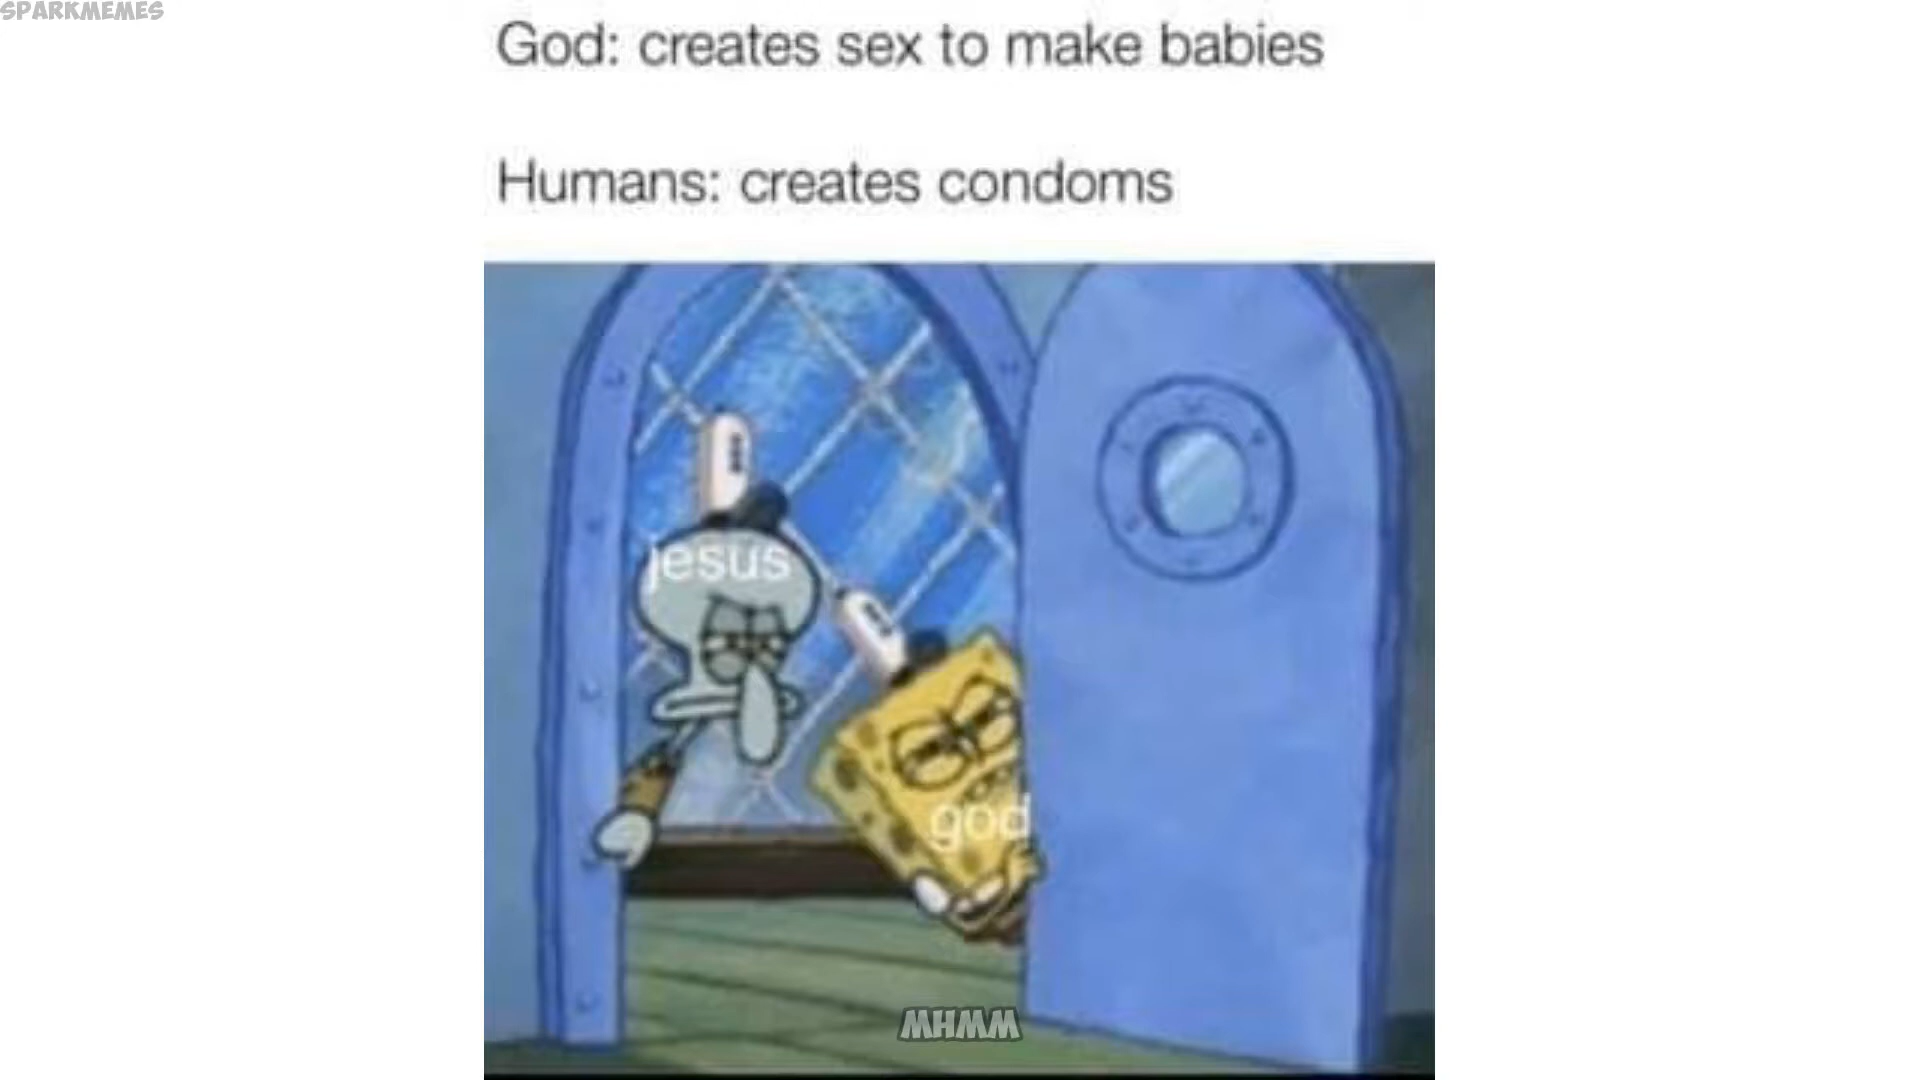 SPARKMEMES
God: creates sex to make babies
Humans: creates condoms
jesus
god
MHMM